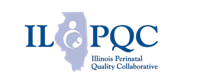 IL PQC
Illinois Perinatal
Quality Collaborative